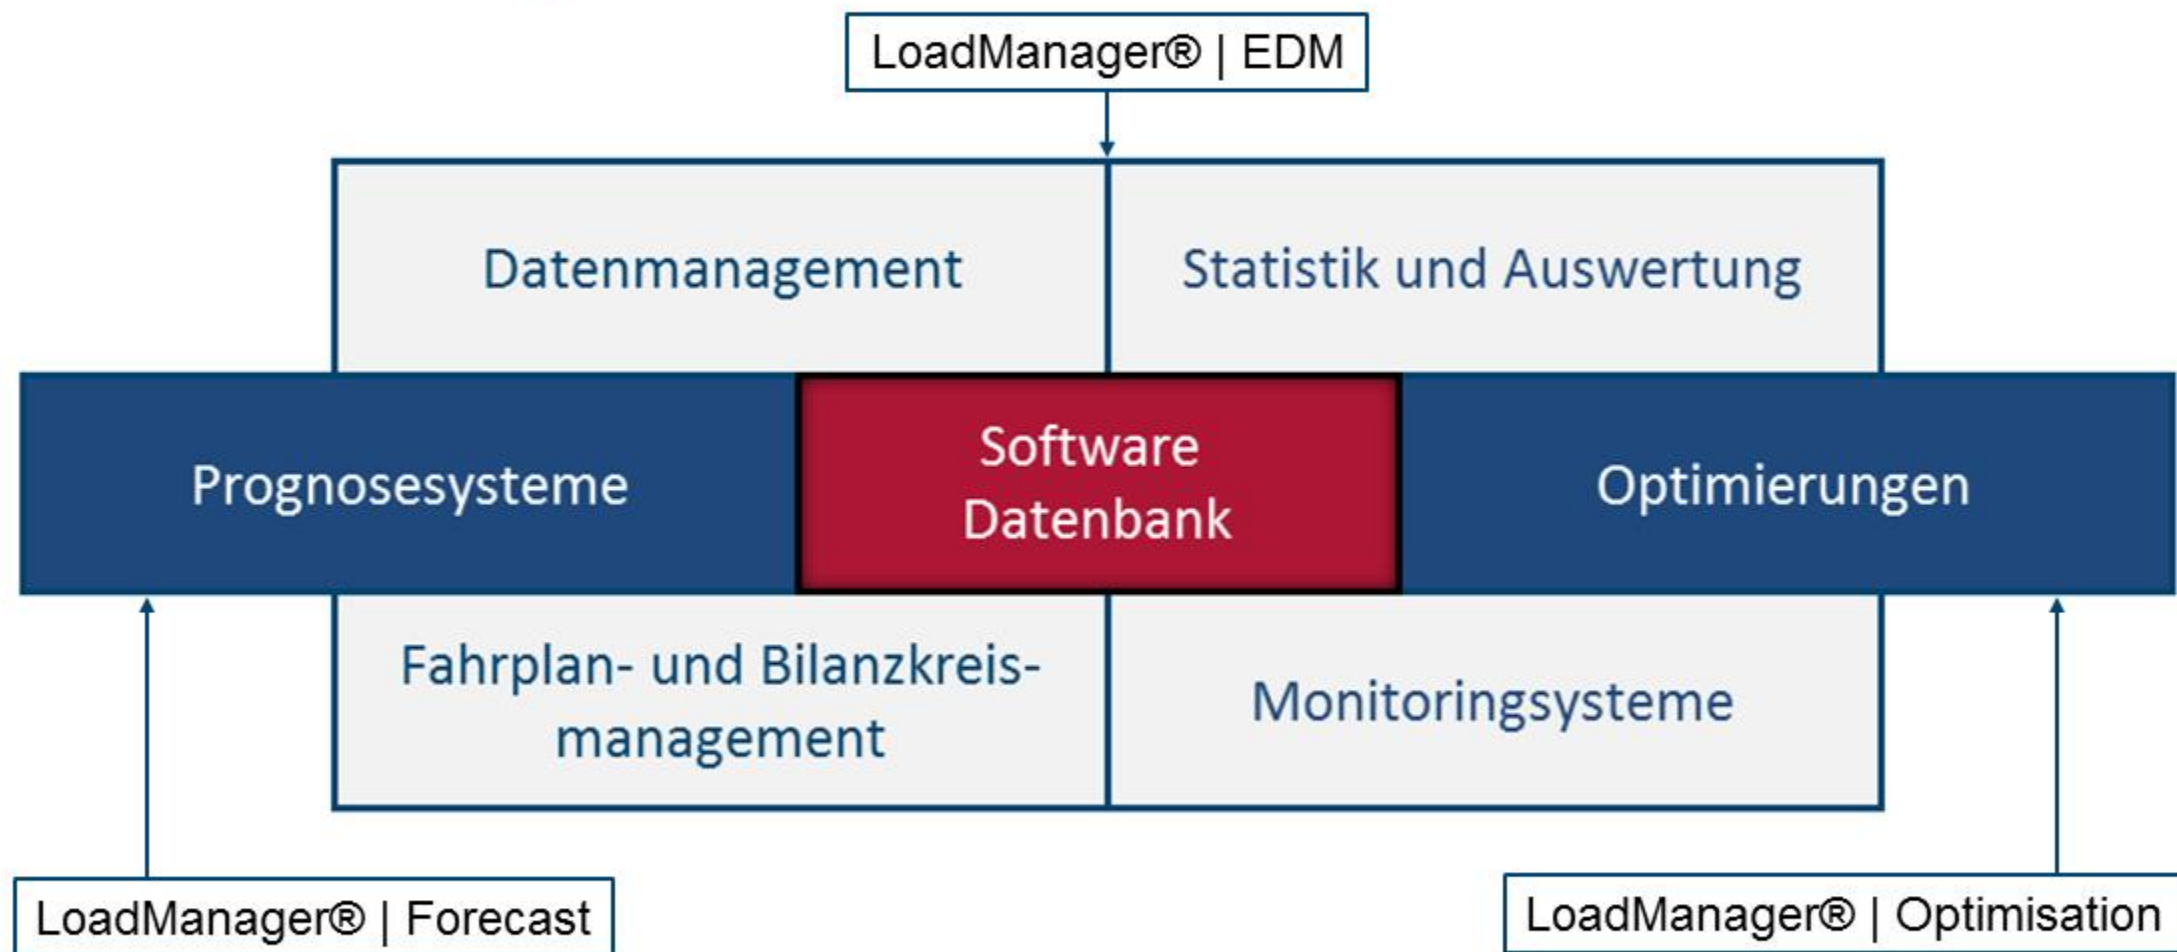 LoadManager® | EDM
Datenmanagement
Statistik und Auswertung
Prognosesysteme
Software
Datenbank
Optimierungen
Fahrplan- und Bilanzkreis-
management
Monitoringsysteme
LoadManager® | Forecast
LoadManager® | Optimisation